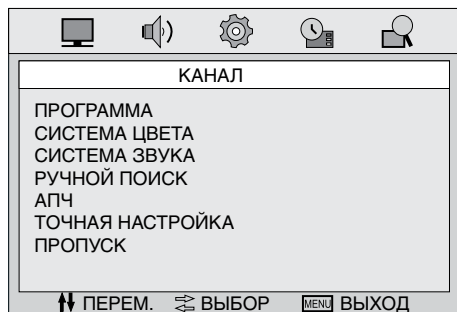 КАНАЛ
ПРОГРАММА
СИСТЕМА ЦВЕТА
СИСТЕМА ЗВУКА
РУЧНОЙ ПОИСК
АПЧ
ТОЧНАЯ НАСТРОЙКА
ПРОПУСК
ПЕРЕМ. ВЫБОР MENU ВЫХОД